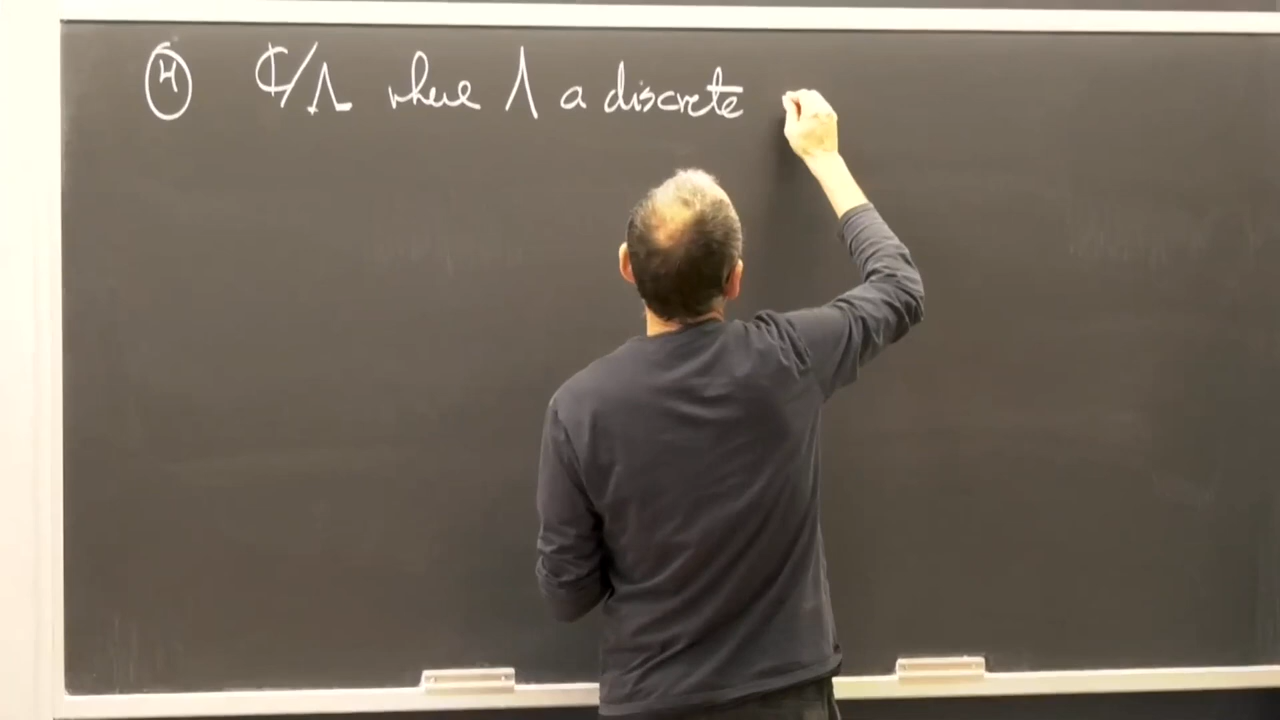 ④ ℂ/Λ where Λ a discrete